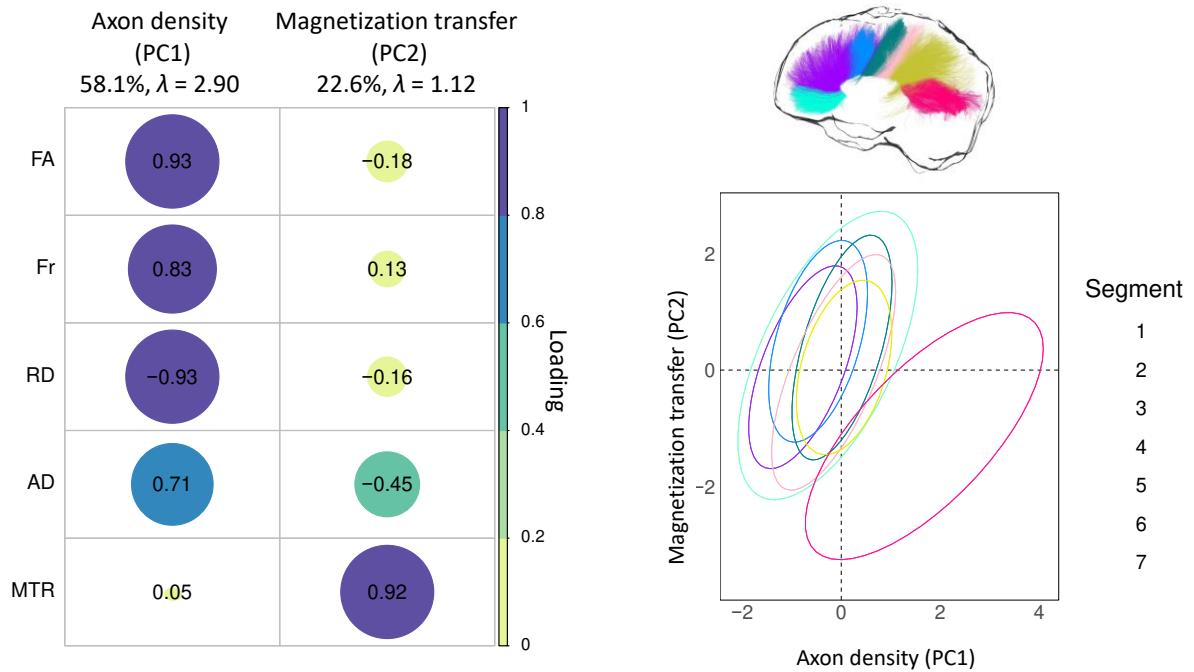 Axon density
(PC1)
58.1%, λ = 2.90
Magnetization transfer
(PC2)
22.6%, λ = 1.12
FA
0.93
−0.18
Fr
0.83
0.13
RD
−0.93
−0.16
AD
0.71
−0.45
MTR
0.05
0.92
1
0.8
0.6
0.4
0.2
0
Loading
Magnetization transfer (PC2)
2
0
−2
−2
0
2
4
Axon density (PC1)
Segment
1
2
3
4
5
6
7